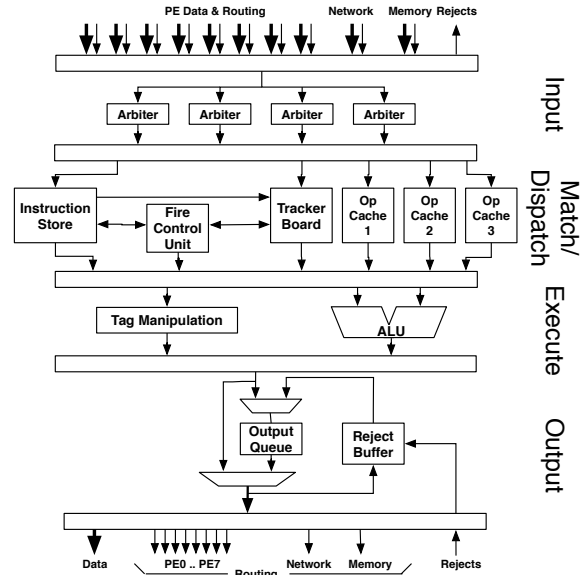 PE Data & Routing Network Memory Rejects
Input
Arbiter Arbiter Arbiter Arbiter
Match/
Dispatch
Instruction
Store
Fire
Control
Unit
Tracker
Board
Op
Cache
1
Op
Cache
2
Op
Cache
3
Execute
Tag Manipulation
ALU
Output
Output
Queue
Reject
Buffer
Data PE0 .. PE7 Network Memory Rejects
Routing